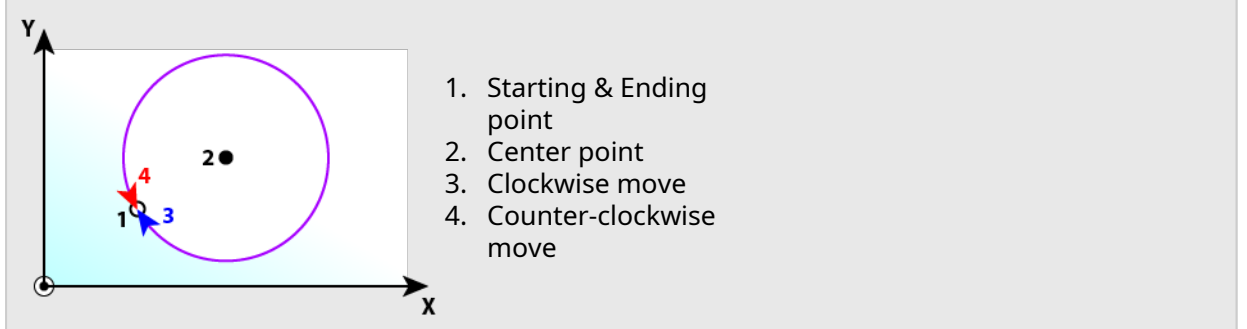 Y
2
4
1
3
X
1. Starting & Ending
point
2. Center point
3. Clockwise move
4. Counter-clockwise
move